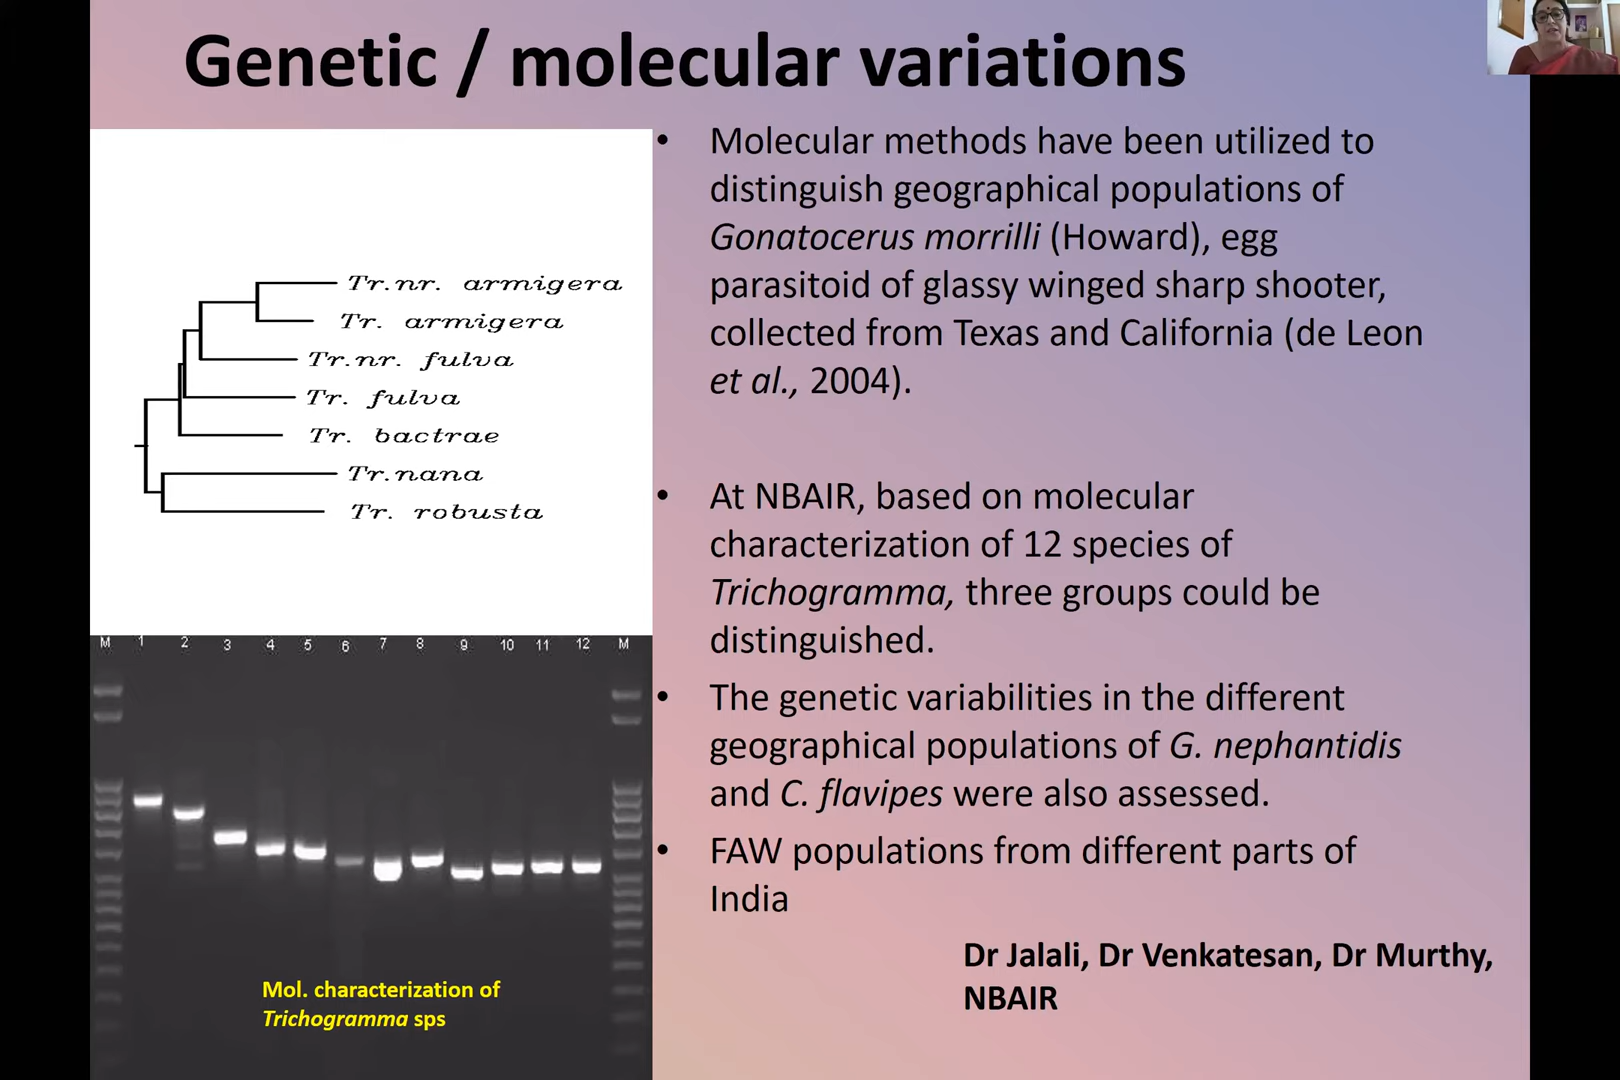 Genetic / molecular variations
Tr.nr. armigera
Tr. armigera
Tr.nr. fulva
Tr. fulva
Tr. bactrae
Tr.nana
Tr. robusta
M 1 2 3 4 5 6 7 8 9 10 11 12 M
Mol. characterization of
Trichogramma sps
• Molecular methods have been utilized to
distinguish geographical populations of
Gonatocerus morrilli (Howard), egg
parasitoid of glassy winged sharp shooter,
collected from Texas and California (de Leon
et al., 2004).
• At NBAIR, based on molecular
characterization of 12 species of
Trichogramma, three groups could be
distinguished.
• The genetic variabilities in the different
geographical populations of G. nephantidis
and C. flavipes were also assessed.
• FAW populations from different parts of
India
Dr Jalali, Dr Venkatesan, Dr Murthy,
NBAIR